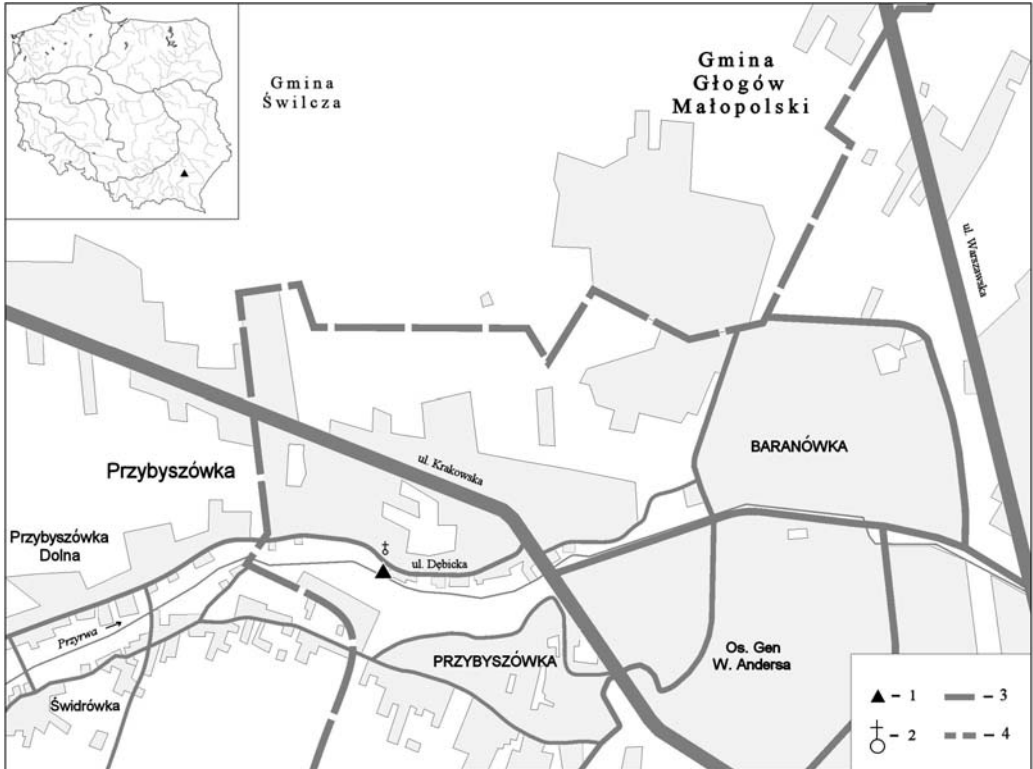 Gmina
Świlcza
Gmina
Głogów
Małopolski
ul. Warszawska
BARANÓWKA
ul. Krakowska
Przybyszówka
Przybyszówka
Dolna
ul. Dębicka
Przyrwa
PRZYBYSZÓWKA
Os. Gen
W. Andersa
Świdrówka
- 1
- 3
- 2
- 4